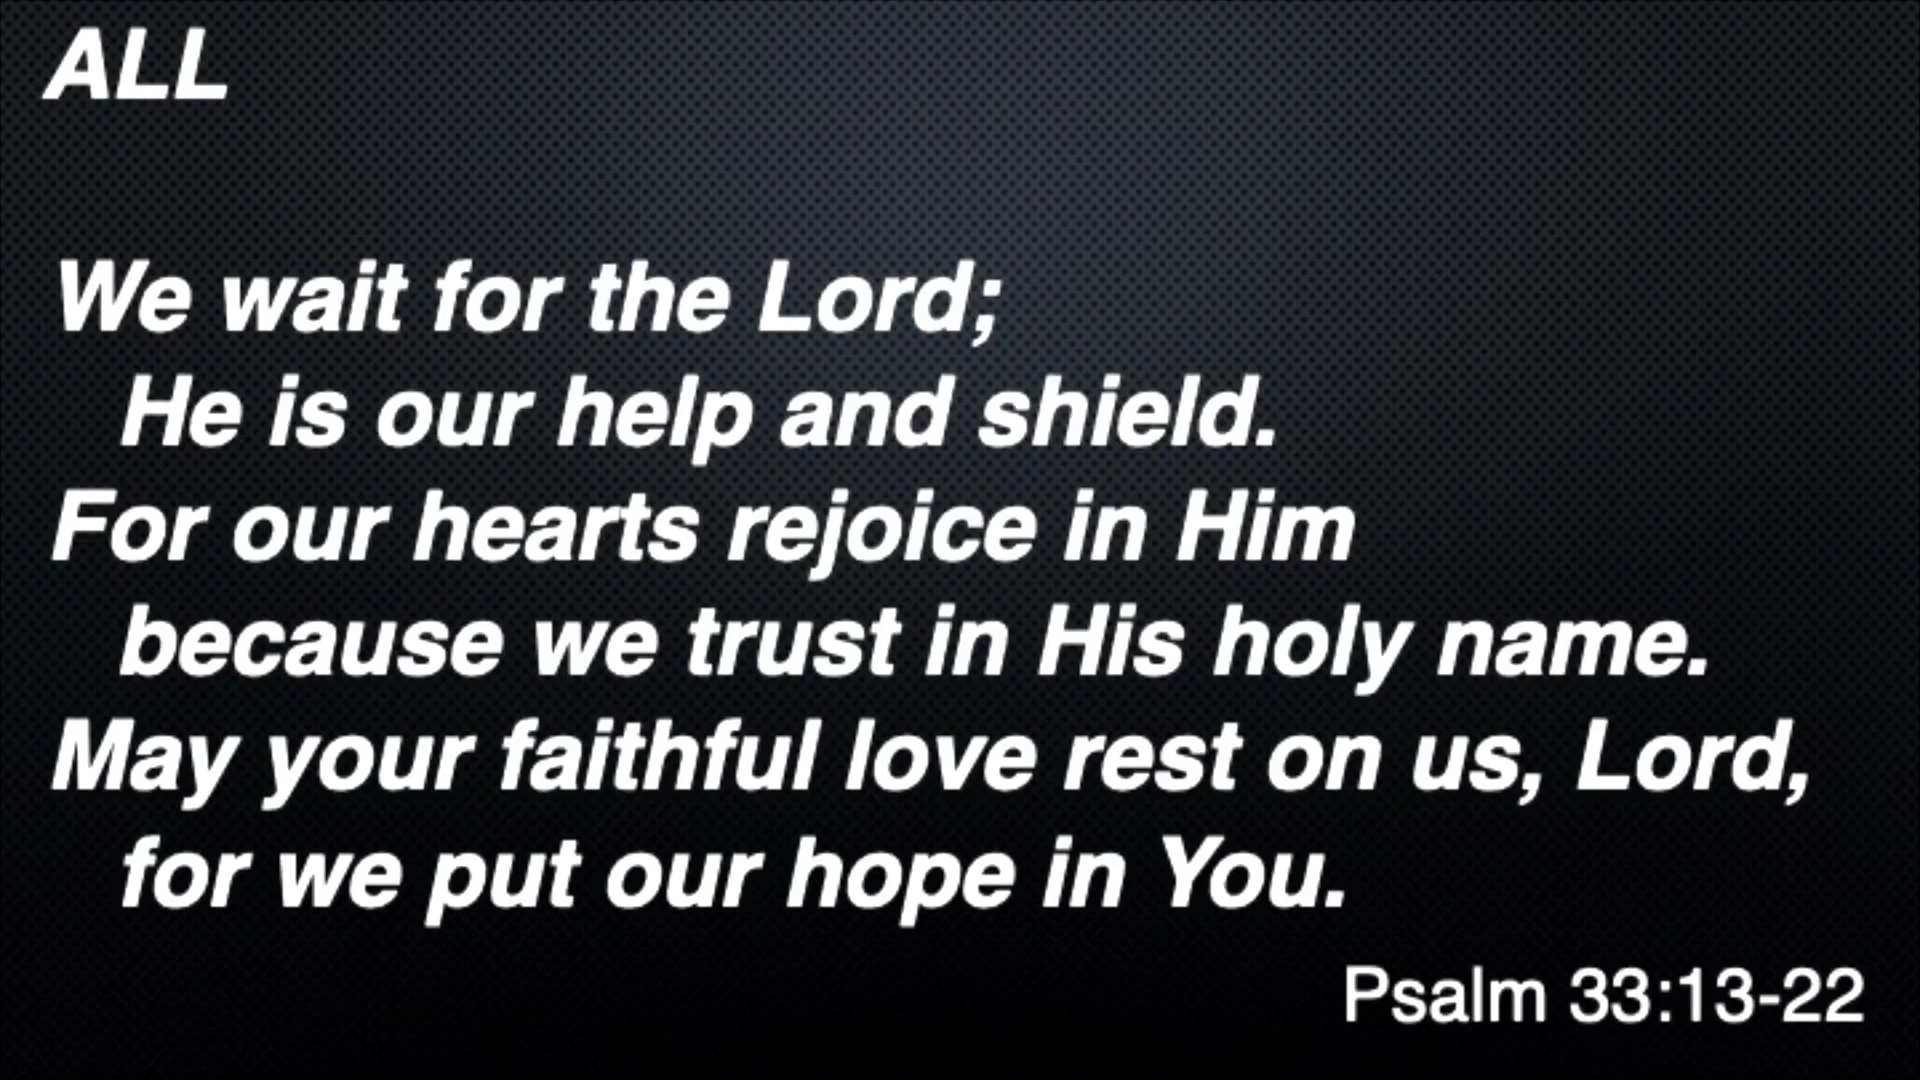 ALL
We wait for the Lord;
He is our help and shield.
For our hearts rejoice in Him
because we trust in His holy name.
May your faithful love rest on us, Lord,
for we put our hope in You.
Psalm 33:13-22